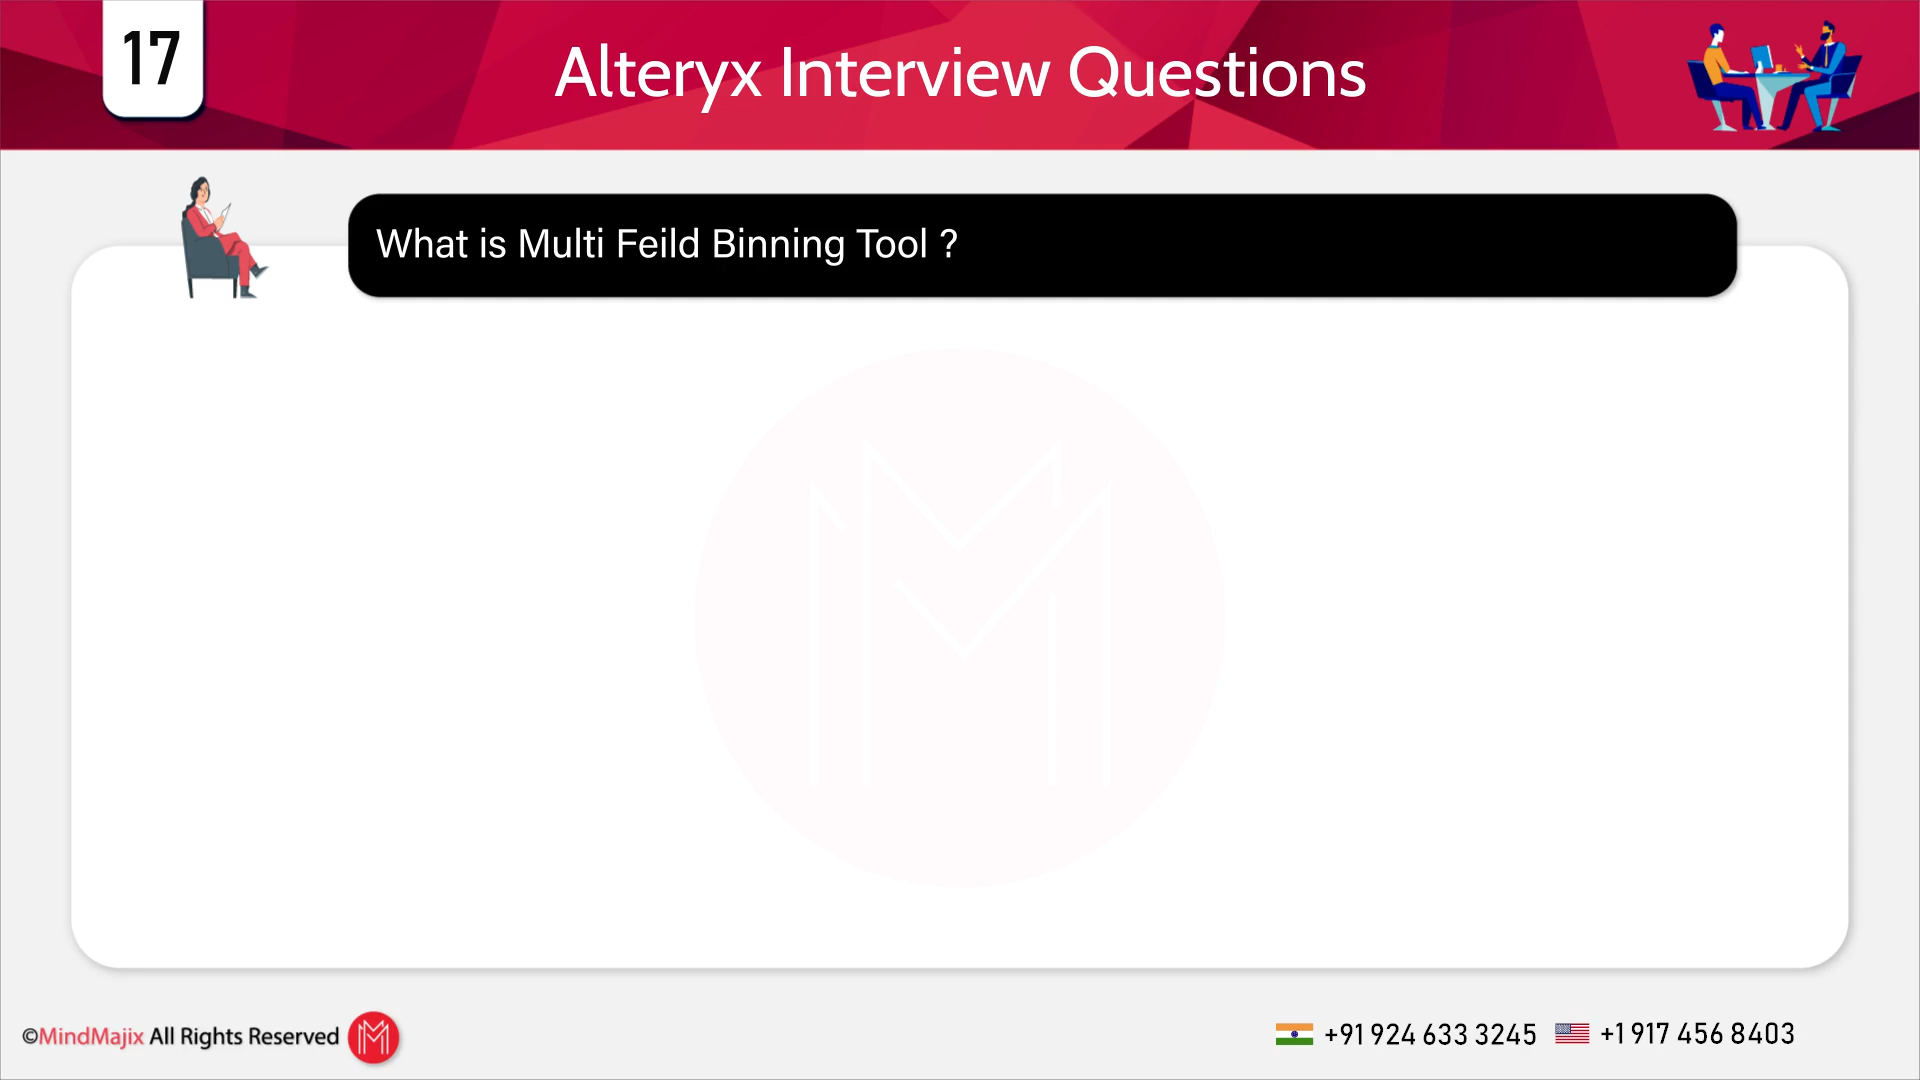 17
Alteryx Interview Questions
What is Multi Feild Binning Tool ?
©MindMajix All Rights Reserved
+91 924 633 3245
+1 917 456 8403